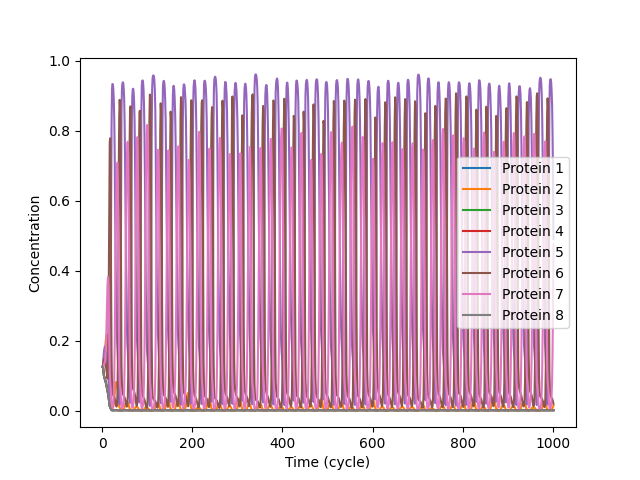 1.0
0.8
0.6
0.4
0.2
0.0
Concentration
0
200
400
600
800
1000
Time (cycle)
Protein 1
Protein 2
Protein 3
Protein 4
Protein 5
Protein 6
Protein 7
Protein 8